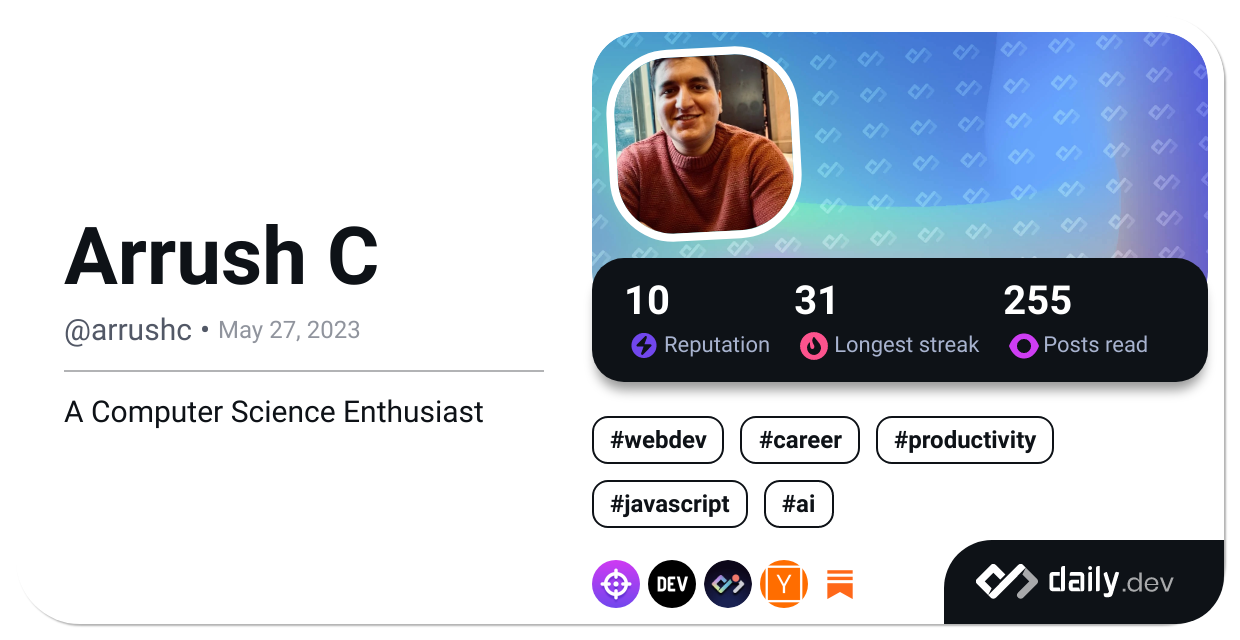 Arrush C
@arrushc • May 27, 2023
A Computer Science Enthusiast
10 31 255
Reputation Longest streak Posts read
#webdev #career #productivity
#javascript #ai
DEV Y
daily.dev